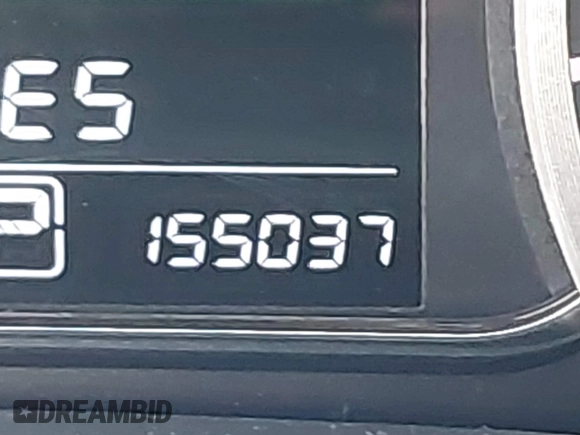 ES
P
155037
DREAMBID